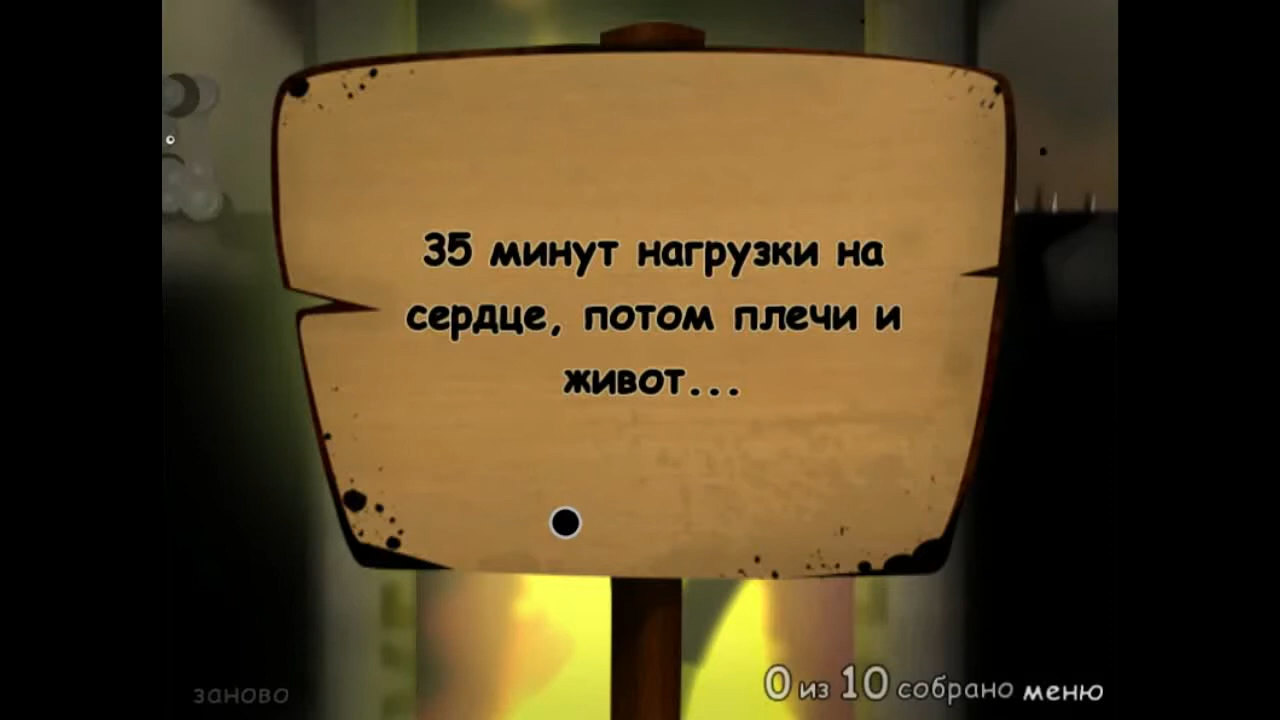 35 минут нагрузки на
сердце, потом плечи и
живот...
заново
0 из 10 собрано меню